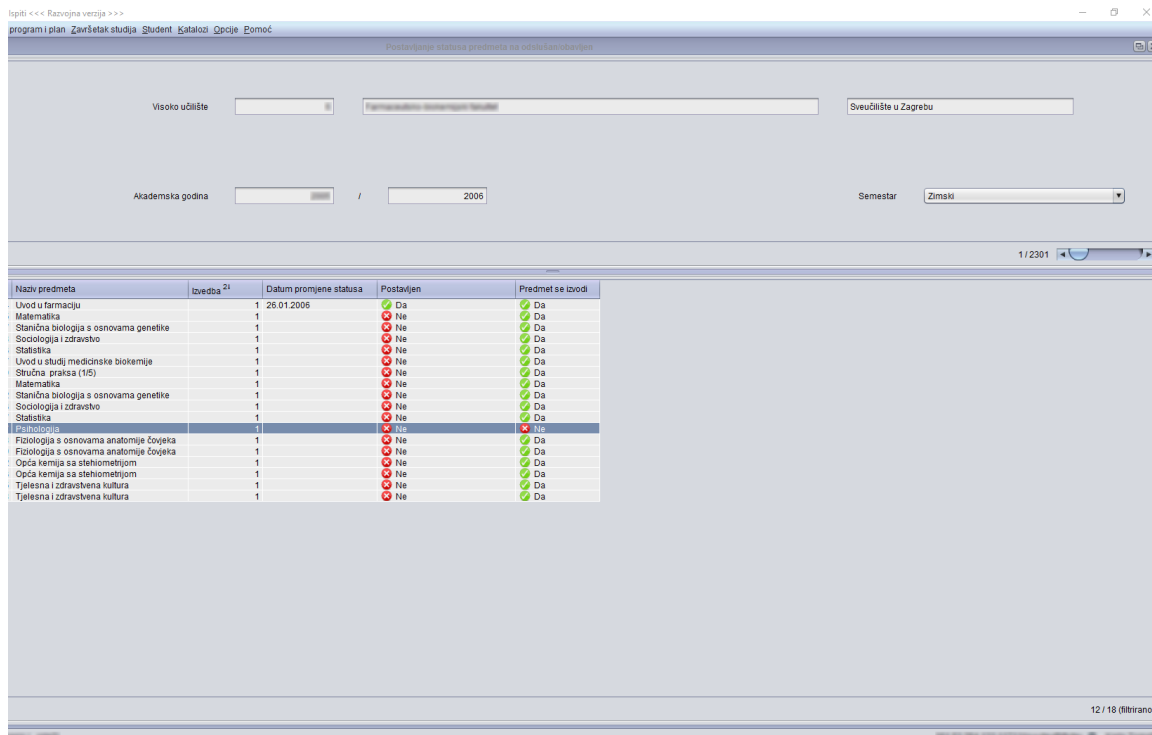 Ispiti <<< Razvojna verzija >>>
program i plan Završetak studija Student Katalozi Opcije Pomoć
Postavljanje statusa predmeta na odslušan/obavljen
Visoko učilište Sveučilište u Zagrebu
Akademska godina / 2006 Semestar Zimski
1 / 2301
Naziv predmeta Izvedba 2 Datum promjene statusa Postavljen Predmet se izvodi
Uvod u farmaciju 1 26.01.2006 Da Da
Matematika 1 Ne Da
Stanična biologija s osnovama genetike 1 Ne Da
Sociologija i zdravstvo 1 Ne Da
Statistika 1 Ne Da
Uvod u studij medicinske biokemije 1 Ne Da
Stručna praksa (1/5) 1 Ne Da
Matematika 1 Ne Da
Stanična biologija s osnovama genetike 1 Ne Da
Sociologija i zdravstvo 1 Ne Da
Statistika 1 Ne Da
Psihologija 1 Ne Ne
Fiziologija s osnovama anatomije čovjeka 1 Ne Da
Fiziologija s osnovama anatomije čovjeka 1 Ne Da
Opća kemija sa stehiometrijom 1 Ne Da
Opća kemija sa stehiometrijom 1 Ne Da
Tjelesna i zdravstvena kultura 1 Ne Da
Tjelesna i zdravstvena kultura 1 Ne Da
12 / 18 (filtrirano